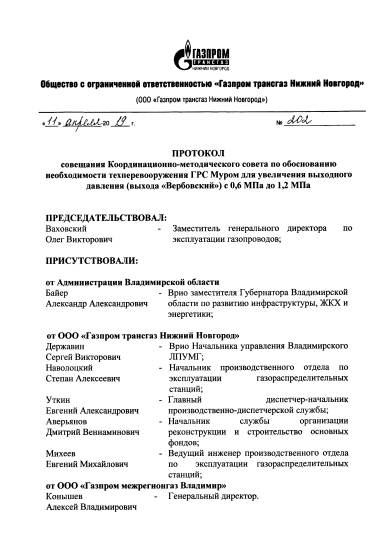 ГАЗПРОМ
ТРАНСГАЗ
НИЖНИЙ НОВГОРОД
Общество с ограниченной ответственностью «Газпром трансгаз Нижний Новгород»
(ООО «Газпром трансгаз Нижний Новгород»)
«11» апреля 2019 г. № 202
ПРОТОКОЛ
совещания Координационно-методического совета по обоснованию
необходимости техперевооружения ГРС Муром для увеличения выходного
давления (выхода «Вербовский») с 0,6 МПа до 1,2 МПа
ПРЕДСЕДАТЕЛЬСТВОВАЛ:
Ваховский - Заместитель генерального директора по
Олег Викторович эксплуатации газопроводов;
ПРИСУТСТВОВАЛИ:
от Администрации Владимирской области
Байер - Врио заместителя Губернатора Владимирской
Александр Александрович области по развитию инфраструктуры, ЖКХ и
энергетики;
от ООО «Газпром трансгаз Нижний Новгород»
Державин - Врио Начальника управления Владимирского
Сергей Викторович ЛПУМГ;
Наволоцкий - Начальник производственного отдела по
Степан Алексеевич эксплуатации газораспределительных
станций;
Уткин - Главный диспетчер-начальник
Евгений Александрович производственно-диспетчерской службы;
Аверьянов - Начальник службы организации
Дмитрий Вениаминович реконструкции и строительство основных
фондов;
Михеев - Ведущий инженер производственного отдела
Евгений Михайлович по эксплуатации газораспределительных
станций;
от ООО «Газпром межрегионгаз Владимир»
Конышев - Генеральный директор.
Алексей Владимирович